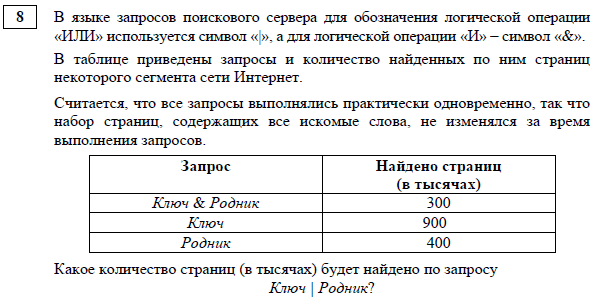 8
В языке запросов поискового сервера для обозначения логической операции
«ИЛИ» используется символ «|», а для логической операции «И» – символ «&».
В таблице приведены запросы и количество найденных по ним страниц
некоторого сегмента сети Интернет.
Считается, что все запросы выполнялись практически одновременно, так что
набор страниц, содержащих все искомые слова, не изменялся за время
выполнения запросов.
Запрос Найдено страниц
(в тысячах)
Ключ & Родник 300
Ключ 900
Родник 400
Какое количество страниц (в тысячах) будет найдено по запросу
Ключ | Родник?